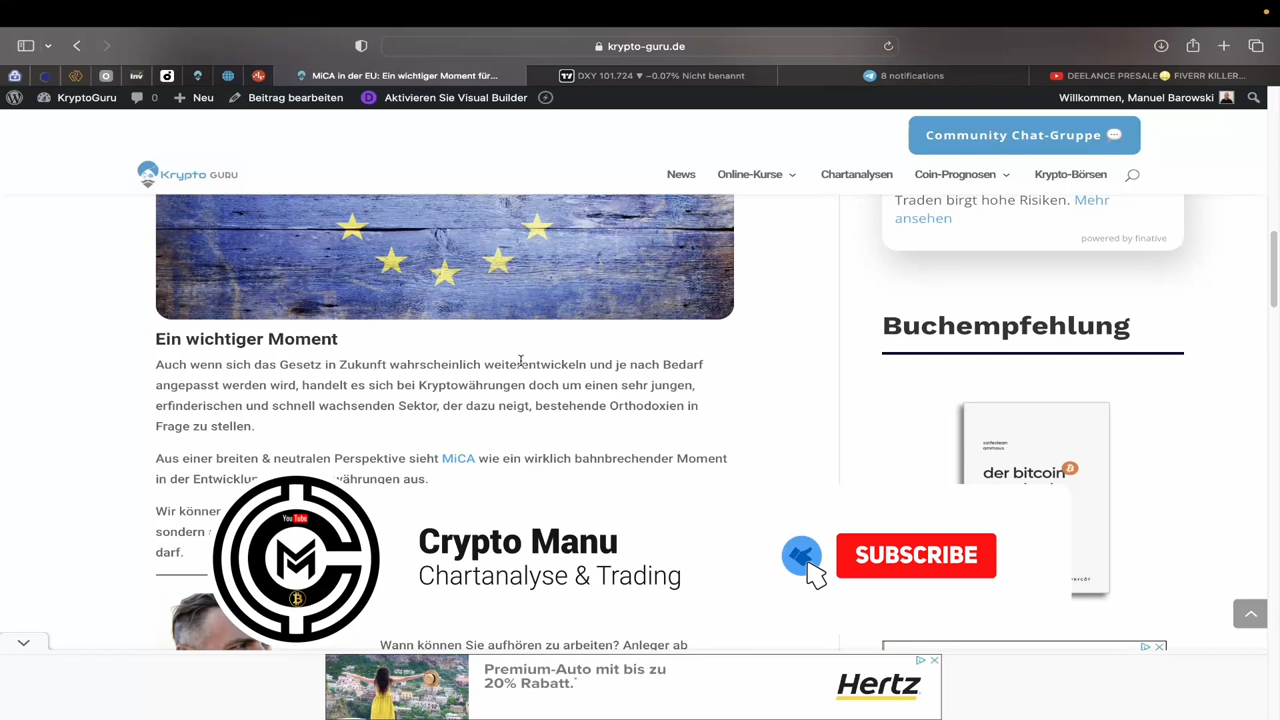 krypto-guru.de
MiCA in der EU: Ein wichtiger Moment für...
DXY 101.724 ▼ −0.07% Nicht benannt
8 notifications
DEELANCE PRESALE🤑 FIVERR KILLER...
KryptoGuru
0
Neu
Beitrag bearbeiten
Aktivieren Sie Visual Builder
Willkommen, Manuel Barowski
Community Chat-Gruppe 💬
Krypto GURU
News
Online-Kurse
Chartanalysen
Coin-Prognosen
Krypto-Börsen
Traden birgt hohe Risiken. Mehr
ansehen
powered by finative
Ein wichtiger Moment
Auch wenn sich das Gesetz in Zukunft wahrscheinlich weiterentwickeln und je nach Bedarf
angepasst werden wird, handelt es sich bei Kryptowährungen doch um einen sehr jungen,
erfinderischen und schnell wachsenden Sektor, der dazu neigt, bestehende Orthodoxien in
Frage zu stellen.
Aus einer breiten & neutralen Perspektive sieht MiCA wie ein wirklich bahnbrechender Moment
in der Entwicklu währungen aus.
Wir könner
sondern
darf.
Buchempfehlung
saifedean
ammous
der bitcoin
YouTube
Crypto Manu
Chartanalyse & Trading
SUBSCRIBE
Wann können Sie aufhören zu arbeiten? Anleger ab
Premium-Auto mit bis zu
20% Rabatt.*
Hertz